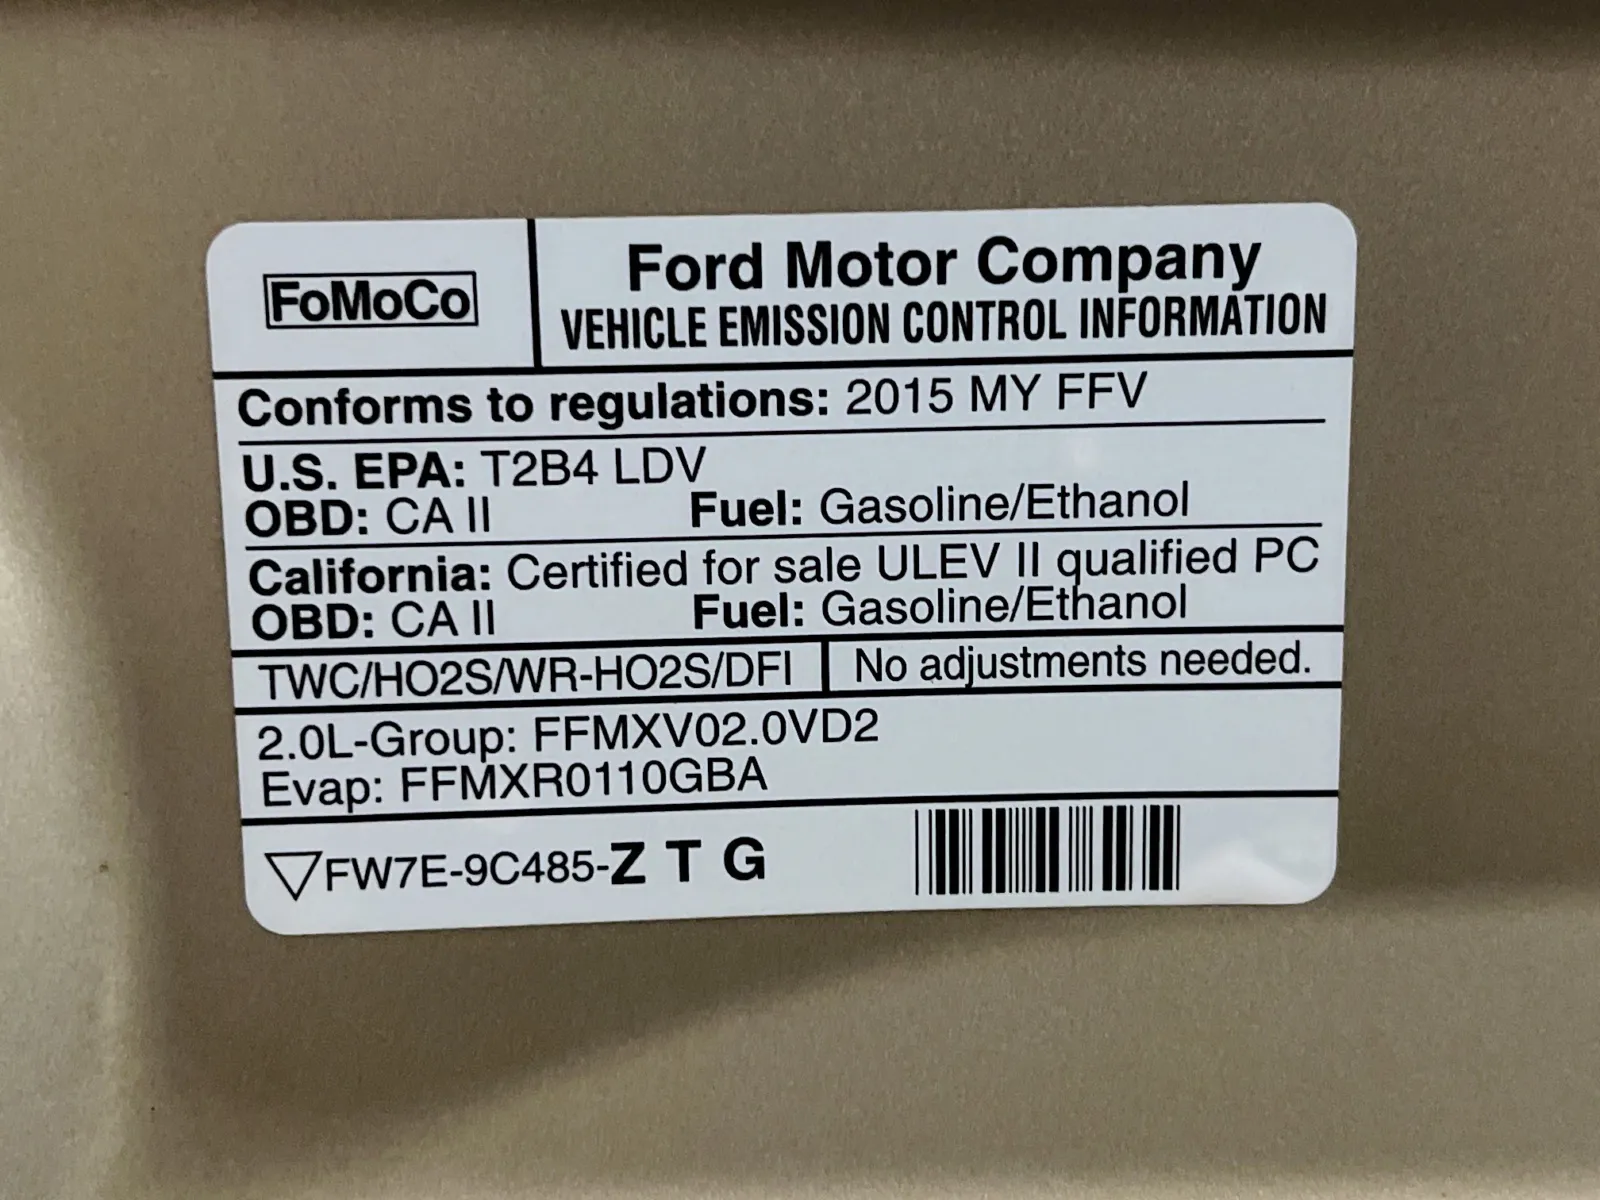 FoMoCo
Ford Motor Company
VEHICLE EMISSION CONTROL INFORMATION
Conforms to regulations: 2015 MY FFV
U.S. EPA: T2B4 LDV
OBD: CA II Fuel: Gasoline/Ethanol
California: Certified for sale ULEV II qualified PC
OBD: CA II Fuel: Gasoline/Ethanol
TWC/HO2S/WR-HO2S/DFI No adjustments needed.
2.0L-Group: FFMXV02.0VD2
Evap: FFMXR0110GBA
FW7E-9C485-Z T G